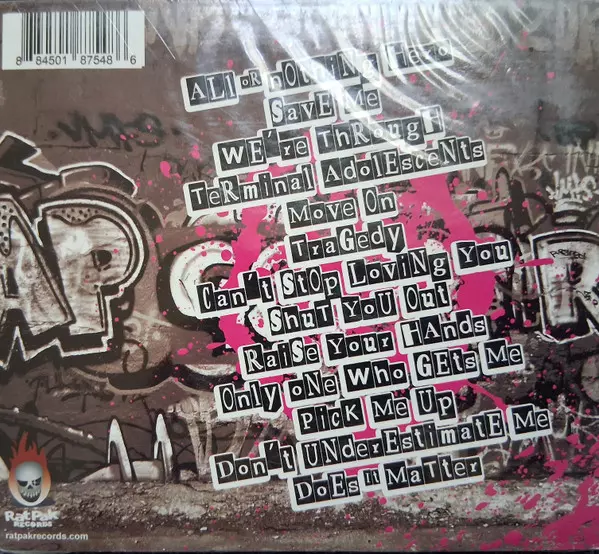 8 84501 87548 6
ALl oR nOthiNg Hero
SavE Me
WE're ThRouGH
TeRMinal AdolEsceNts
Move On
TraGedy
Can't StOp LovIng You
ShuT YoU Out
RaiSe Your HAnds
Only oNe Who GEts Me
PiCk Me Up
Don't UNderEstimatE Me
DoEs It MaTter
RatPak
RECORDS
ratpakrecords.com